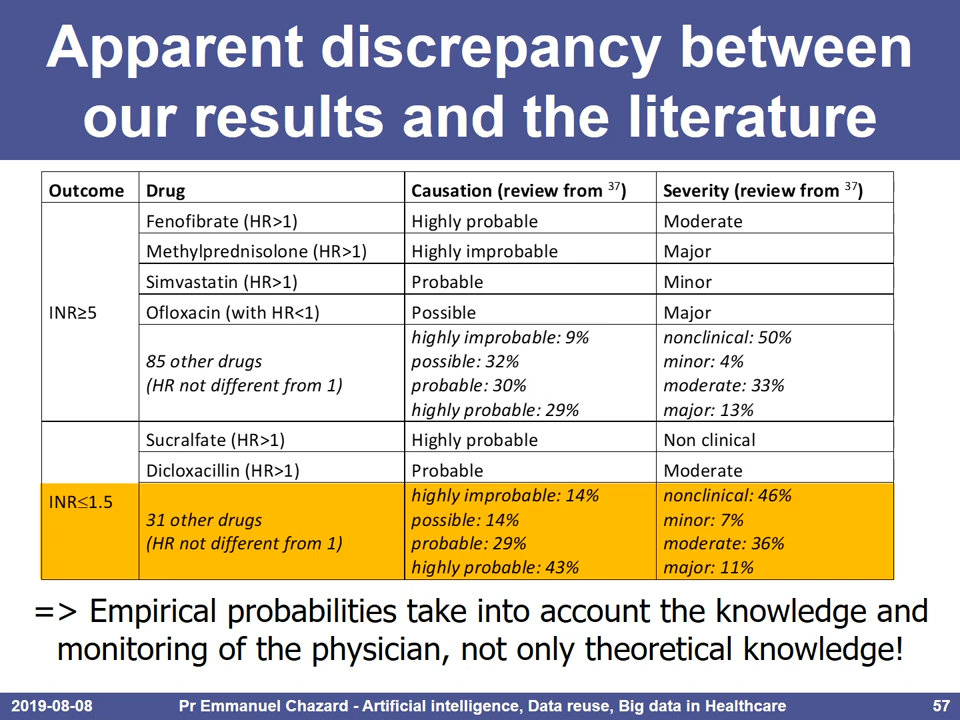 Apparent discrepancy between
our results and the literature
Outcome Drug Causation (review from 37) Severity (review from 37)
Fenofibrate (HR>1) Highly probable Moderate
Methylprednisolone (HR>1) Highly improbable Major
Simvastatin (HR>1) Probable Minor
INR≥5 Ofloxacin (with HR<1) Possible Major
85 other drugs
(HR not different from 1)
highly improbable: 9%
possible: 32%
probable: 30%
highly probable: 29%
nonclinical: 50%
minor: 4%
moderate: 33%
major: 13%
Sucralfate (HR>1) Highly probable Non clinical
Dicloxacillin (HR>1) Probable Moderate
INR≤1.5
31 other drugs
(HR not different from 1)
highly improbable: 14%
possible: 14%
probable: 29%
highly probable: 43%
nonclinical: 46%
minor: 7%
moderate: 36%
major: 11%
=> Empirical probabilities take into account the knowledge and
monitoring of the physician, not only theoretical knowledge!
2019-08-08 Pr Emmanuel Chazard - Artificial intelligence, Data reuse, Big data in Healthcare 57